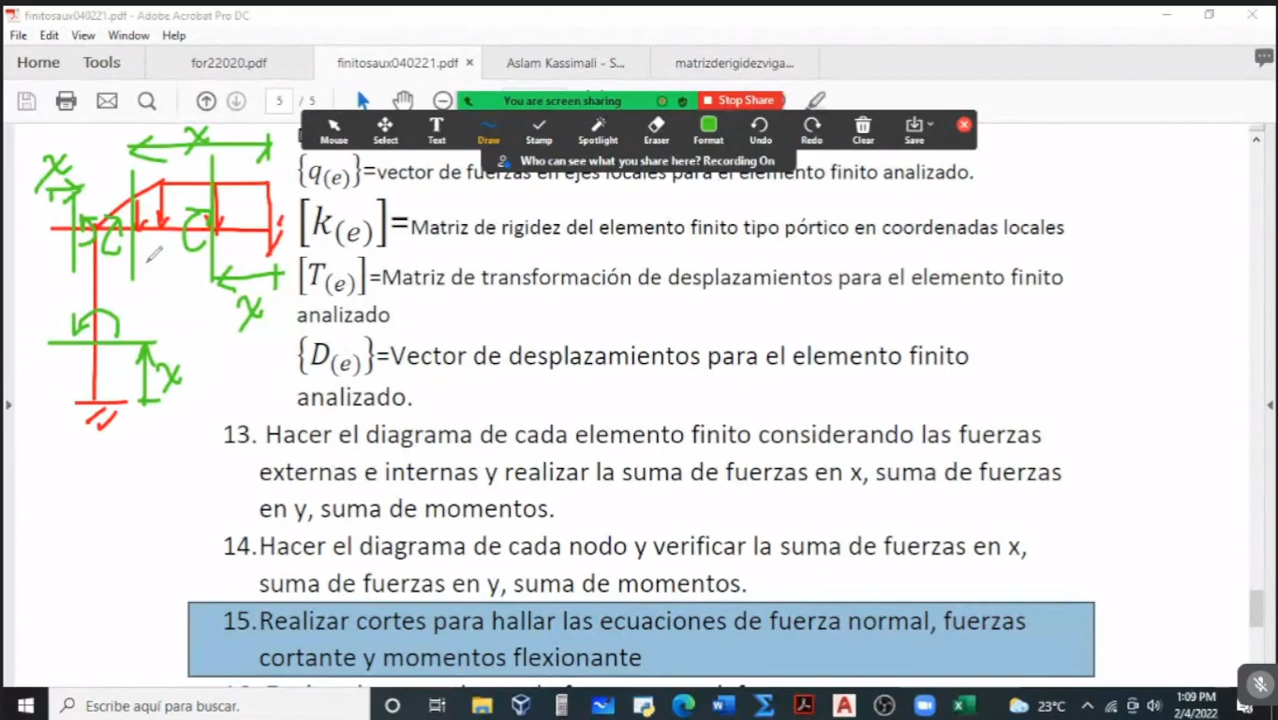 finitosaux040221.pdf - Adobe Acrobat Pro DC
File Edit View Window Help
Home Tools for22020.pdf finitosaux040221.pdf × Aslam Kassimali - S... matrizderigidezviga...
5 / 5 You are screen sharing Stop Share
Mouse Select Text Draw Stamp Spotlight Eraser Format Undo Redo Clear Save
Who can see what you share here? Recording On
x
x
{q(e)}=vector de fuerzas en ejes locales para el elemento finito analizado.
[k(e)]=Matriz de rigidez del elemento finito tipo pórtico en coordenadas locales
[T(e)]=Matriz de transformación de desplazamientos para el elemento finito
analizado
x
{D(e)}=Vector de desplazamientos para el elemento finito
analizado.
x
13. Hacer el diagrama de cada elemento finito considerando las fuerzas
externas e internas y realizar la suma de fuerzas en x, suma de fuerzas
en y, suma de momentos.
14.Hacer el diagrama de cada nodo y verificar la suma de fuerzas en x,
suma de fuerzas en y, suma de momentos.
15.Realizar cortes para hallar las ecuaciones de fuerza normal, fuerzas
cortante y momentos flexionante
Escribe aquí para buscar.
23°C
1:09 PM
2/4/2022